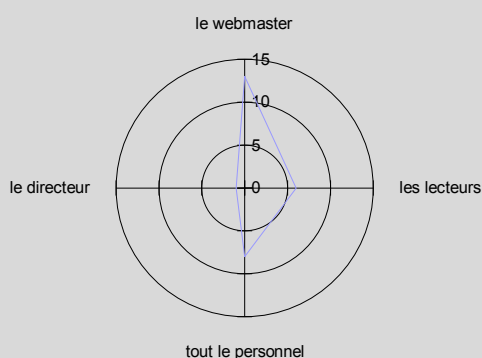 le webmaster
15
10
5
le directeur
0
les lecteurs
tout le personnel